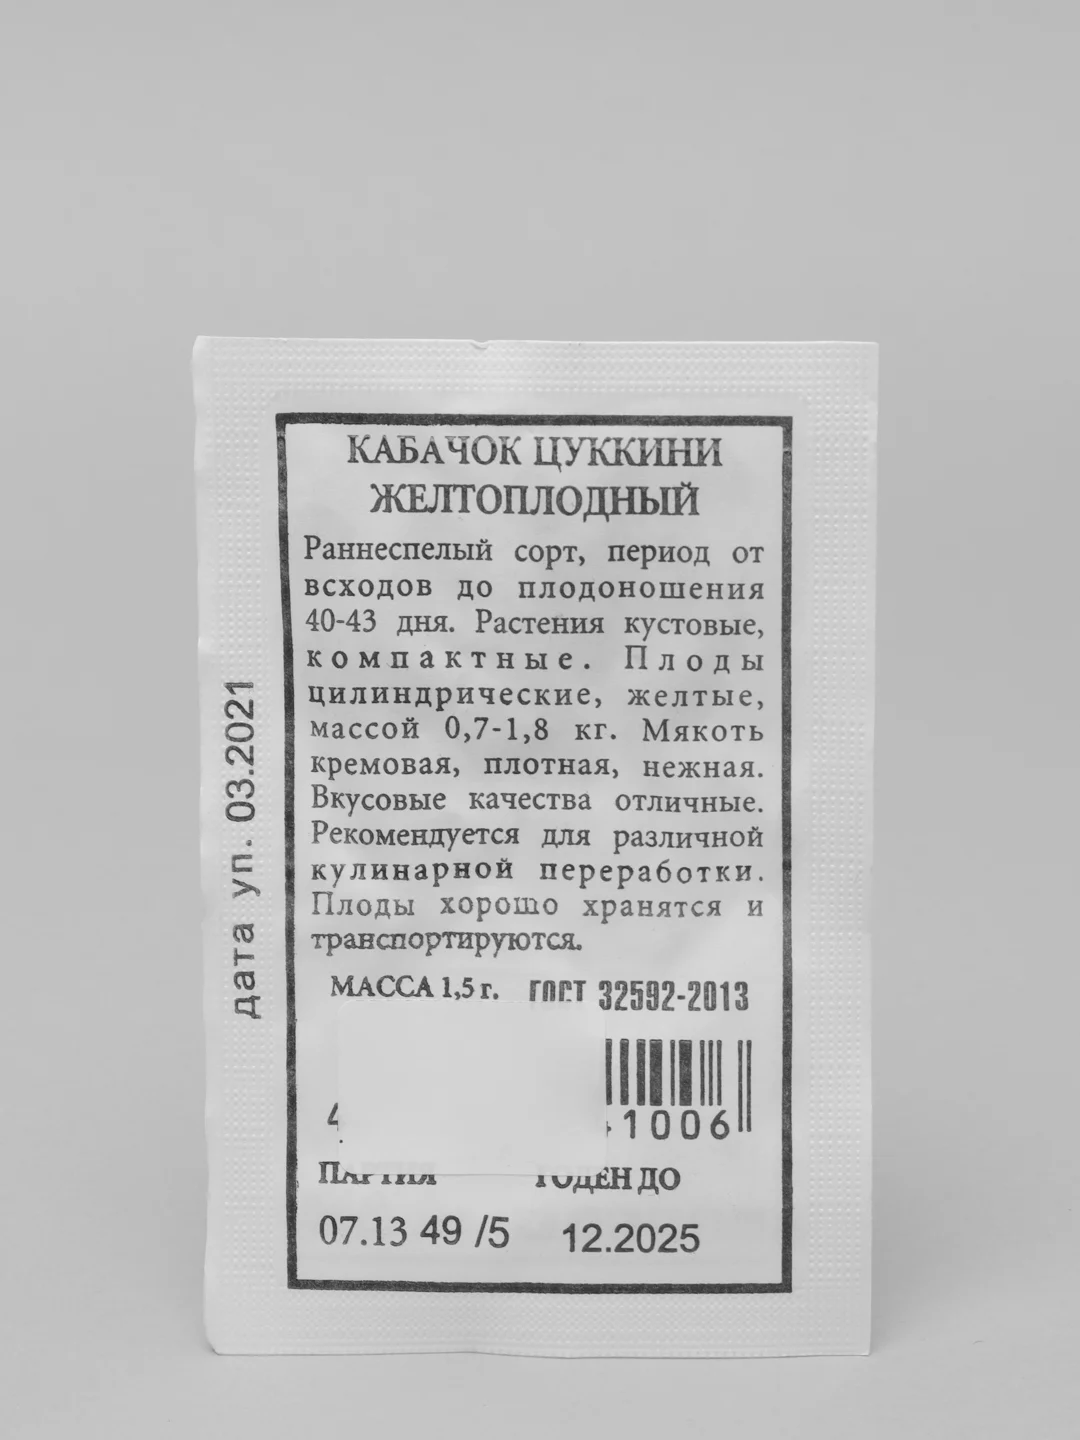 КАБАЧОК ЦУККИНИ
ЖЕЛТОПЛОДНЫЙ
Раннеспелый сорт, период от
всходов до плодоношения
40-43 дня. Растения кустовые,
компактные. Плоды
цилиндрические, желтые,
массой 0,7-1,8 кг. Мякоть
кремовая, плотная, нежная.
Вкусовые качества отличные.
Рекомендуется для различной
кулинарной переработки.
Плоды хорошо хранятся и
транспортируются.
МАССА 1,5 г. ГОСТ 32592-2013
4 1006
ПАРТИЯ ГОДЕН ДО
07.13 49 /5 12.2025
дата уп. 03.2021